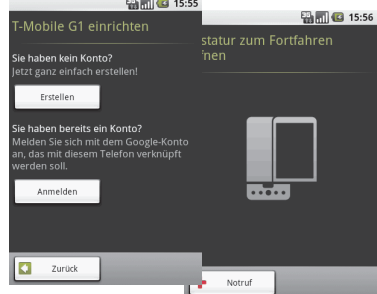 15:55
T-Mobile G1 einrichten
Sie haben kein Konto?
Jetzt ganz einfach erstellen!
Erstellen
Sie haben bereits ein Konto?
Melden Sie sich mit dem Google-Konto
an, das mit diesem Telefon verknüpft
werden soll.
Anmelden
Zurück
3G 15:56
statur zum Fortfahren
fnen
Notruf